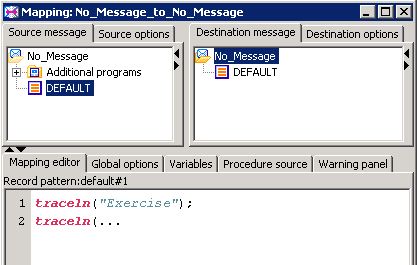 Mapping: No_Message_to_No_Message
Source message Source options
No_Message
Additional programs
DEFAULT
Destination message Destination options
No_Message
DEFAULT
Mapping editor Global options Variables Procedure source Warning panel
Record pattern:default#1
1 traceln("Exercise");
2 traceln(...